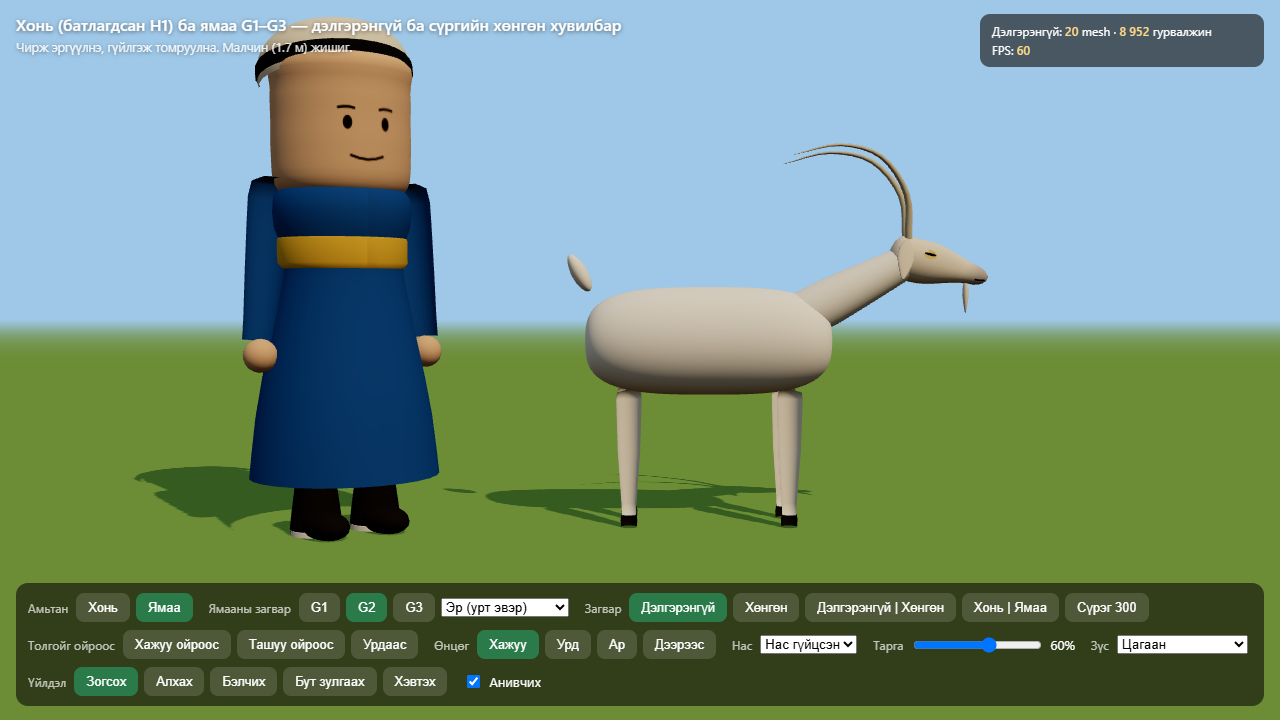 Хонь (батлагдсан H1) ба ямаа G1–G3 — дэлгэрэнгүй ба сүргийн хөнгөн хувилбар
Чирж эргүүлнэ, гүйлгэж томруулна. Малчин (1.7 м) жишиг.
Дэлгэрэнгүй: 20 mesh · 8 952 гурвалжин
FPS: 60
Амьтан Хонь Ямаа Ямааны загвар G1 G2 G3 Эр (урт эвэр) Загвар Дэлгэрэнгүй Хөнгөн Дэлгэрэнгүй | Хөнгөн Хонь | Ямаа Сүрэг 300
Толгойг ойроос Хажуу ойроос Ташуу ойроос Урдаас Өнцөг Хажуу Урд Ар Дээрээс Нас Нас гүйцсэн Тарга 60% Зүс Цагаан
Үйлдэл Зогсох Алхах Бэлчих Бут зулгаах Хэвтэх Анивчих